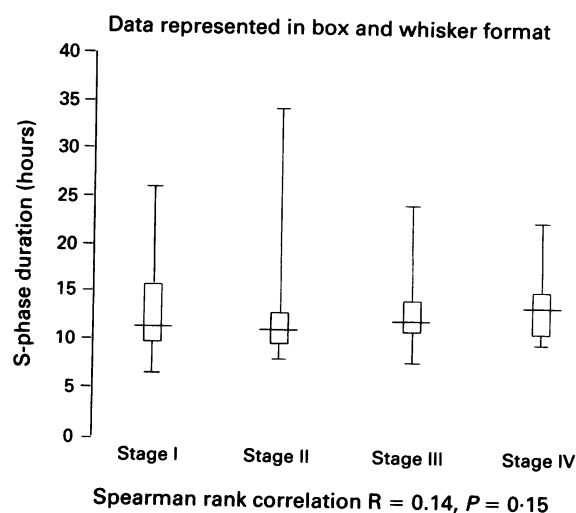 Data represented in box and whisker format
S-phase duration (hours)
40
35
30
25
20
15
10
5
0
Stage I Stage II Stage III Stage IV
Spearman rank correlation R = 0.14, P = 0·15